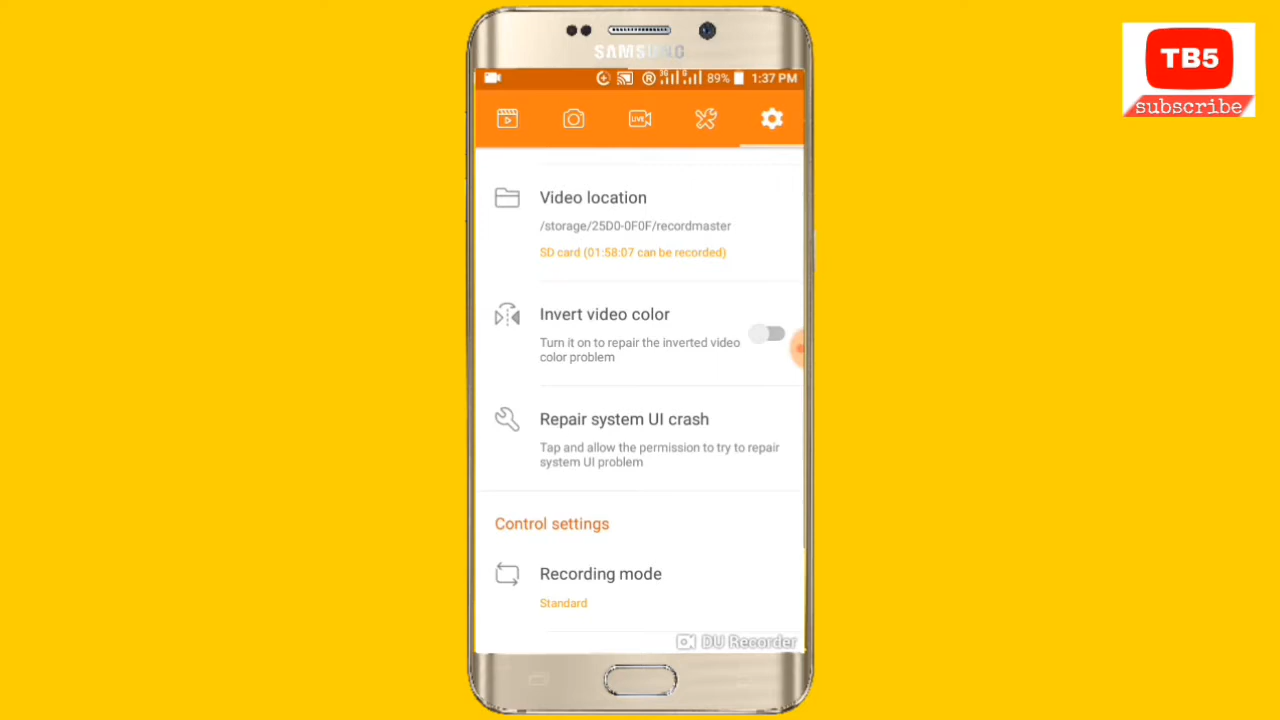 SAMSUNG
3G
G
R
89%
1:37 PM
TB5
subscribe
LIVE
Video location
/storage/25D0-0F0F/recordmaster
SD card (01:58:07 can be recorded)
Invert video color
Turn it on to repair the inverted video
color problem
Repair system UI crash
Tap and allow the permission to try to repair
system UI problem
Control settings
Recording mode
Standard
DU Recorder